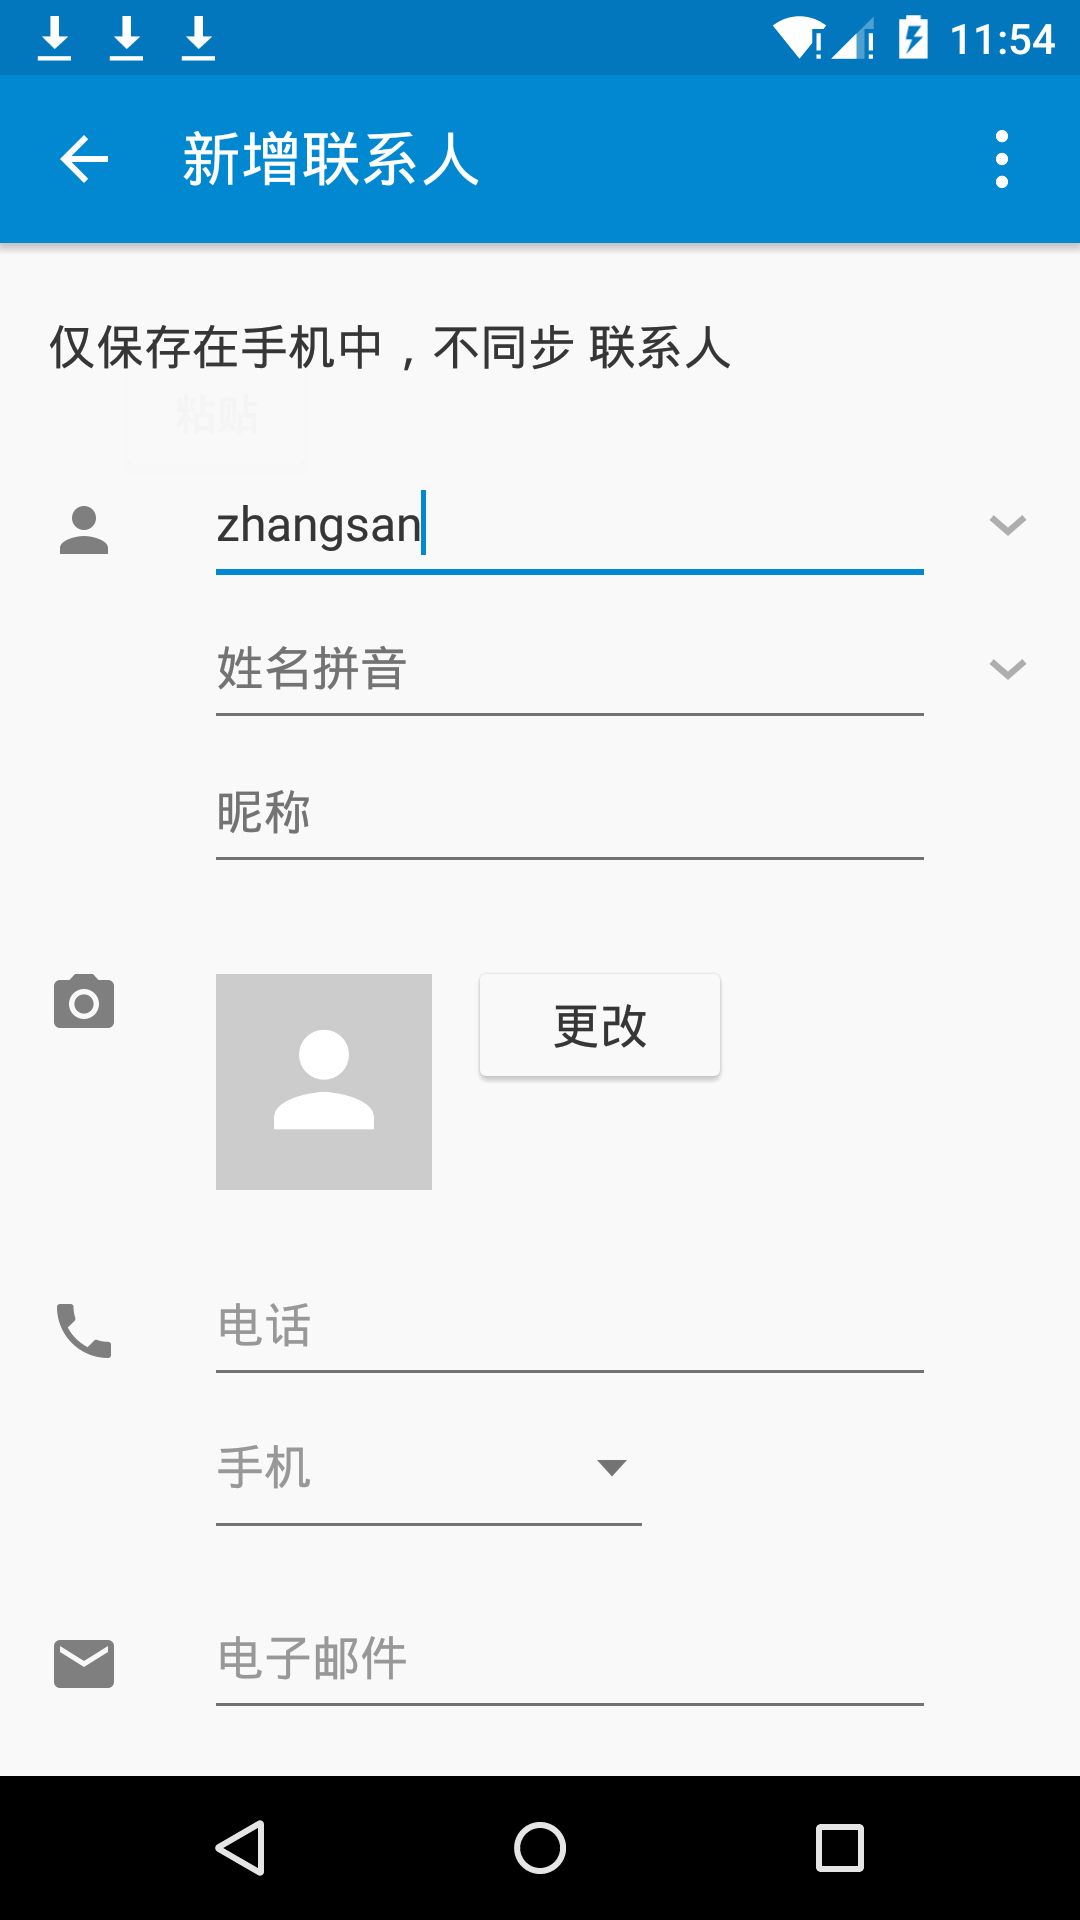 11:54
新增联系人
仅保存在手机中，不同步 联系人
粘贴
zhangsan
姓名拼音
昵称
更改
电话
手机
电子邮件